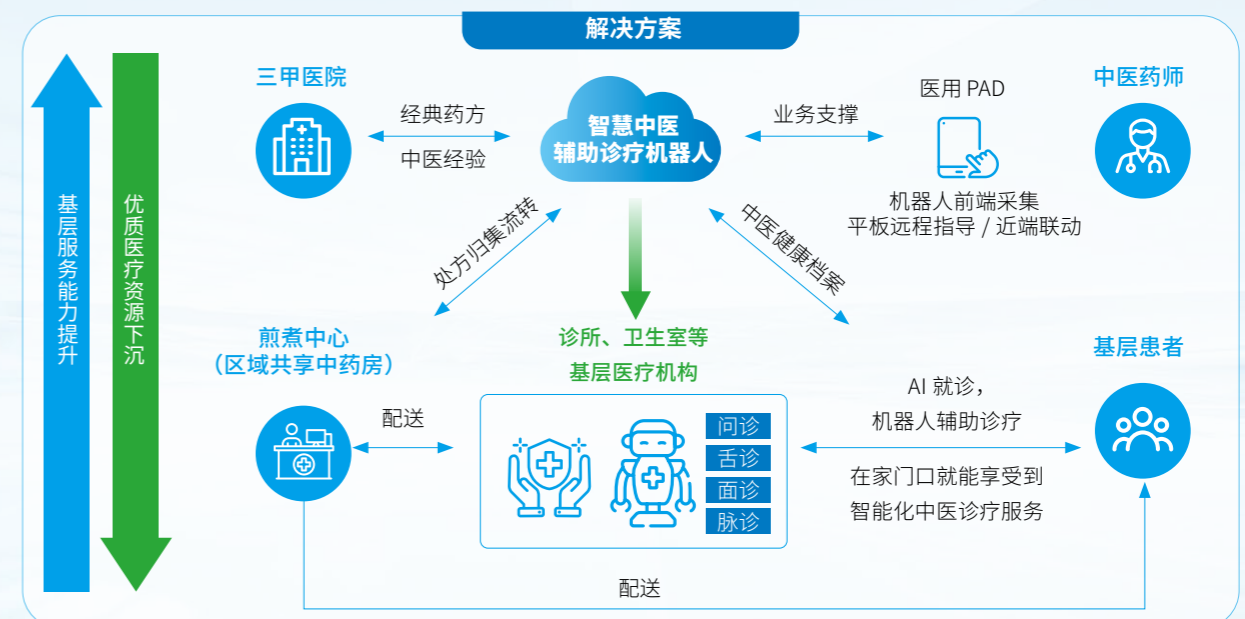 解决方案
基层服务能力提升
优质医疗资源下沉
三甲医院
经典药方
中医经验
智慧中医
辅助诊疗机器人
业务支撑
医用 PAD
机器人前端采集
平板远程指导 / 近端联动
中医药师
处方归集流转
中医健康档案
煎煮中心
（区域共享中药房）
配送
诊所、卫生室等
基层医疗机构
问诊
舌诊
面诊
脉诊
AI 就诊，
机器人辅助诊疗
在家门口就能享受到
智能化中医诊疗服务
基层患者
配送